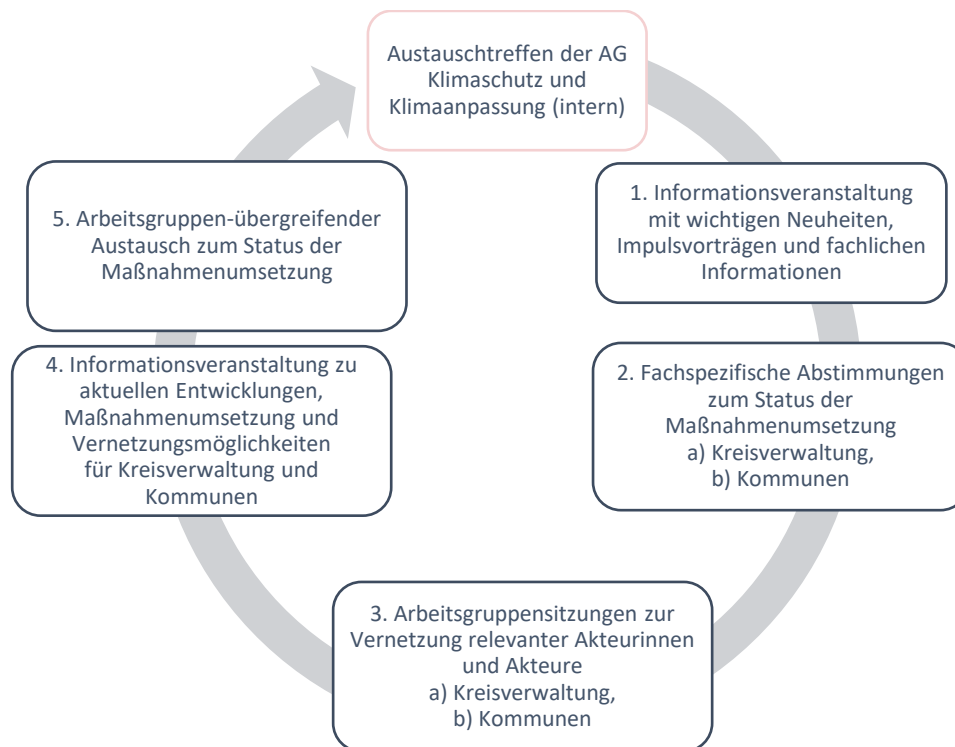 Austauschtreffen der AG
Klimaschutz und
Klimaanpassung (intern)
1. Informationsveranstaltung
mit wichtigen Neuheiten,
Impulsvorträgen und fachlichen
Informationen
2. Fachspezifische Abstimmungen
zum Status der
Maßnahmenumsetzung
a) Kreisverwaltung,
b) Kommunen
3. Arbeitsgruppensitzungen zur
Vernetzung relevanter Akteurinnen
und Akteure
a) Kreisverwaltung,
b) Kommunen
4. Informationsveranstaltung zu
aktuellen Entwicklungen,
Maßnahmenumsetzung und
Vernetzungsmöglichkeiten
für Kreisverwaltung und
Kommunen
5. Arbeitsgruppen-übergreifender
Austausch zum Status der
Maßnahmenumsetzung